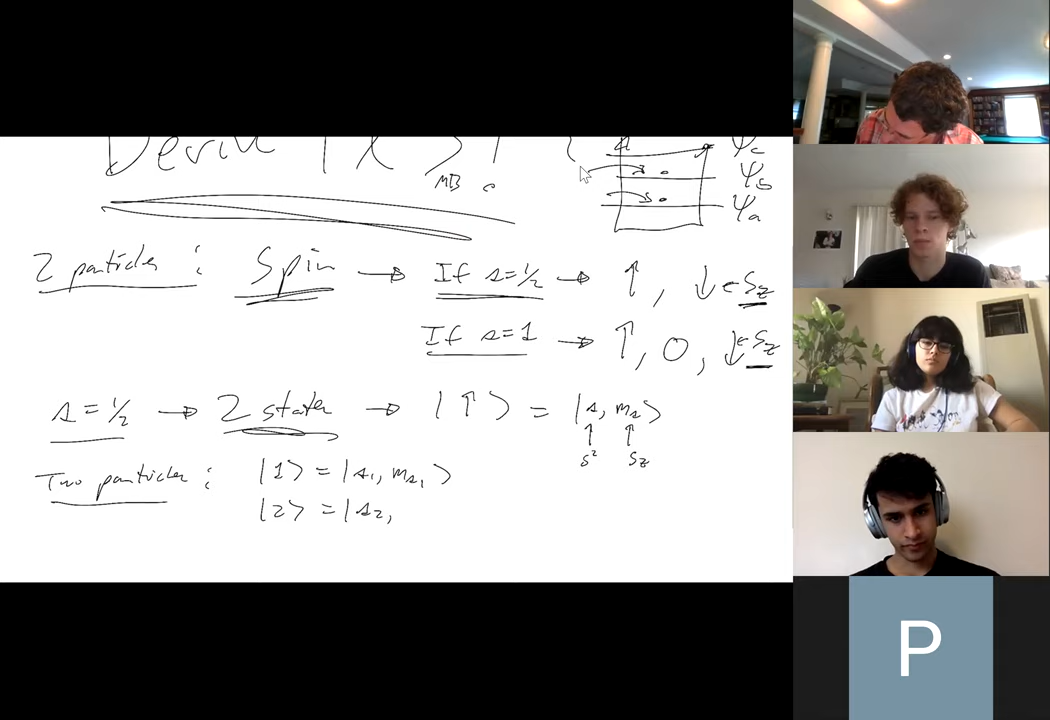 MB
ψc
ψb
ψa
2 particles : Spin → If s=1/2 → ↑, ↓ ← Sz
If s=1 → ↑, 0, ↓ ← Sz
s=1/2 → 2 states → |↑> = |s, ms>
S² Sz
Two particles : |1> = |s1, ms1>
|2> = |s2,
P